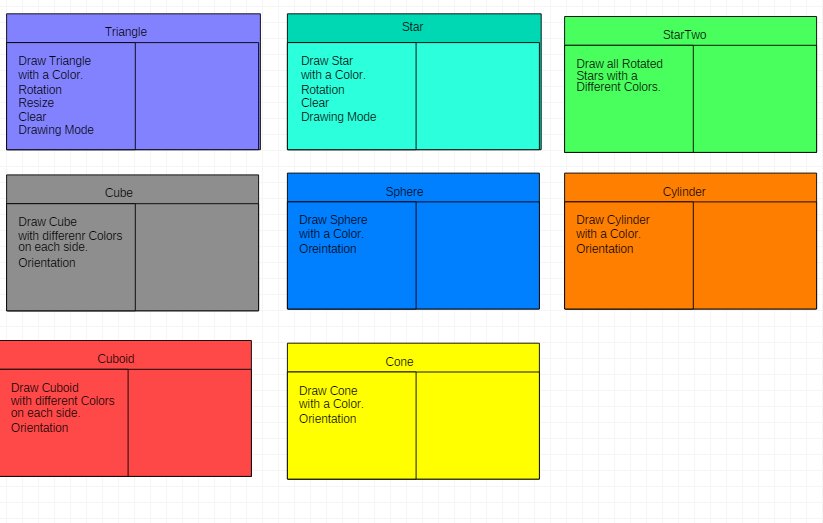 Triangle
Draw Triangle
with a Color.
Rotation
Resize
Clear
Drawing Mode
Star
Draw Star
with a Color.
Rotation
Clear
Drawing Mode
StarTwo
Draw all Rotated
Stars with a
Different Colors.
Cube
Draw Cube
with differenr Colors
on each side.
Orientation
Sphere
Draw Sphere
with a Color.
Oreintation
Cylinder
Draw Cylinder
with a Color.
Orientation
Cuboid
Draw Cuboid
with different Colors
on each side.
Orientation
Cone
Draw Cone
with a Color.
Orientation